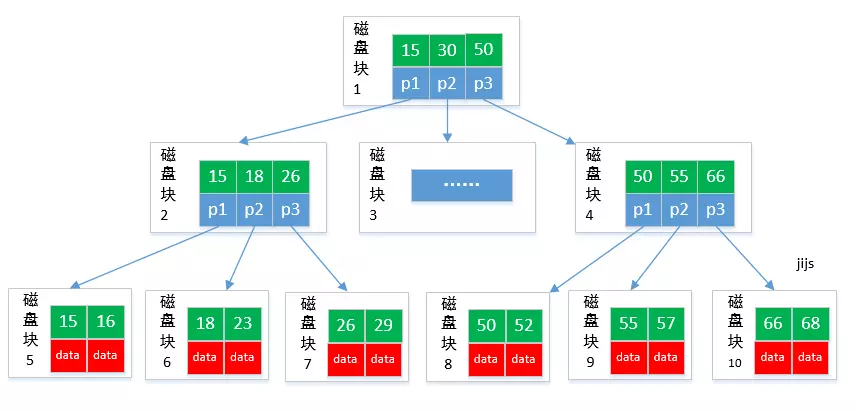 磁盘块1
15 30 50
p1 p2 p3
磁盘块2
15 18 26
p1 p2 p3
磁盘块3
......
磁盘块4
50 55 66
p1 p2 p3
jijs
磁盘块5
15 16
data data
磁盘块6
18 23
data data
磁盘块7
26 29
data data
磁盘块8
50 52
data data
磁盘块9
55 57
data data
磁盘块10
66 68
data data